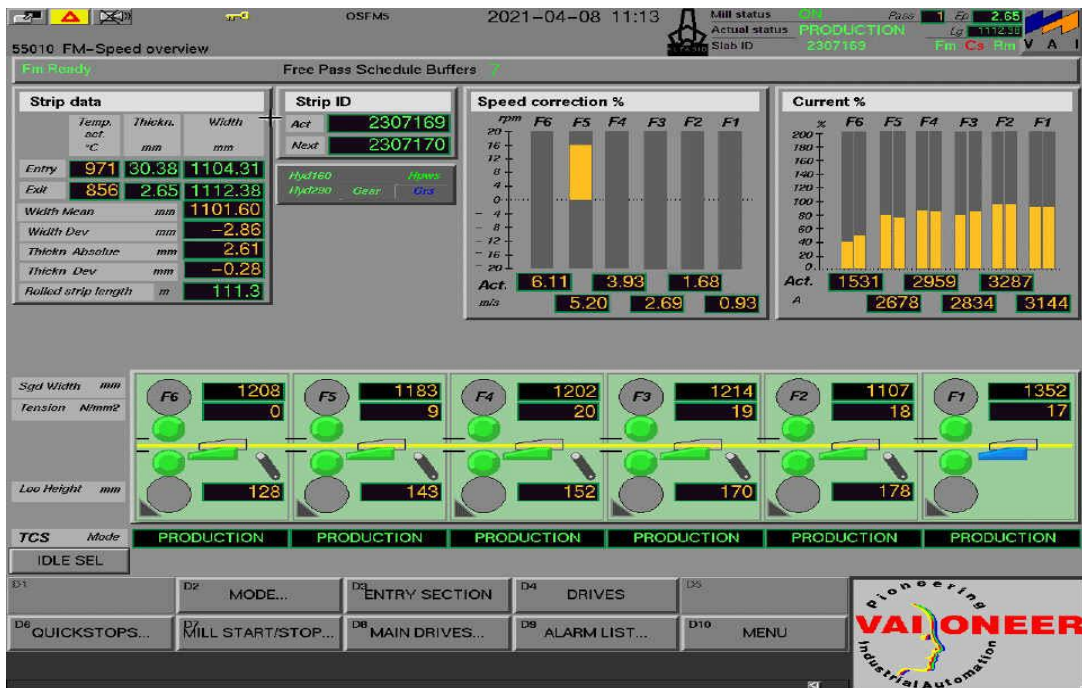 OSFM5 2021-04-08 11:13 Mill status ON Pass 1 Ep 2.65
Actual status PRODUCTION Lg 1112.38
Slab ID 2307169 Fm Cs Rm V A I
55010 FM-Speed overview
Fm Ready Free Pass Schedule Buffers 7
Strip data
Temp. act. °C Thickn. mm Width mm
Entry 971 30.38 1104.31
Exit 856 2.65 1112.38
Width Mean mm 1101.60
Width Dev mm -2.86
Thickn Absolue mm 2.61
Thickn Dev mm -0.28
Rolled strip length m 111.3
Strip ID
Act 2307169
Next 2307170
Hyd160 Hpws
Hyd290 Gear Grs
Speed correction %
rpm F6 F5 F4 F3 F2 F1
20
16
12
8
4
0
- 4
- 8
- 12
- 16
20
Act. 6.11 3.93 1.68
m/s 5.20 2.69 0.93
Current %
% F6 F5 F4 F3 F2 F1
200
180
160
140
120
100
80
60
40
20
0
Act. 1531 2959 3287
A 2678 2834 3144
Sgd Width mm F6 1208 F5 1183 F4 1202 F3 1214 F2 1107 F1 1352
Tension N/mm2 0 9 20 19 18 17
Loo Height mm 128 143 152 170 178
TCS Mode PRODUCTION PRODUCTION PRODUCTION PRODUCTION PRODUCTION PRODUCTION
IDLE SEL
D1 D2 MODE... D3 ENTRY SECTION D4 DRIVES D5
D6 QUICKSTOPS... D7 MILL START/STOP... D8 MAIN DRIVES... D9 ALARM LIST... D10 MENU
Pioneering
VAI ONEER
Industrial Automation